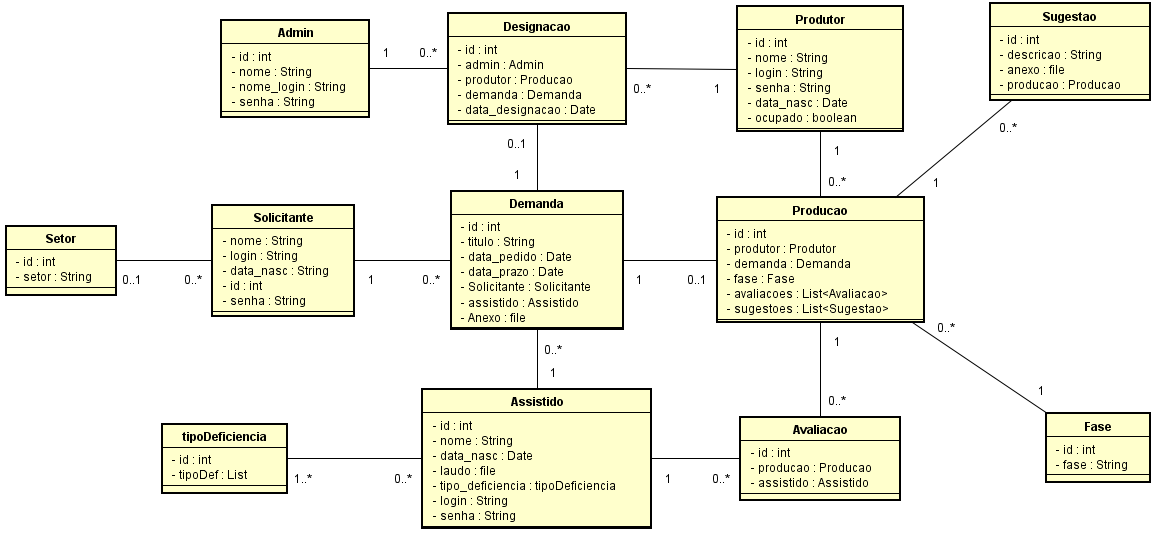 Admin
- id : int
- nome : String
- nome_login : String
- senha : String
1
0..*
Designacao
- id : int
- admin : Admin
- produtor : Producao
- demanda : Demanda
- data_designacao : Date
0..*
1
Produtor
- id : int
- nome : String
- login : String
- senha : String
- data_nasc : Date
- ocupado : boolean
Sugestao
- id : int
- descricao : String
- anexo : file
- producao : Producao
0..1
1
1
0..*
0..*
1
Setor
- id : int
- setor : String
0..1
0..*
Solicitante
- nome : String
- login : String
- data_nasc : String
- id : int
- senha : String
1
0..*
Demanda
- id : int
- titulo : String
- data_pedido : Date
- data_prazo : Date
- Solicitante : Solicitante
- assistido : Assistido
- Anexo : file
1
0..1
Producao
- id : int
- produtor : Produtor
- demanda : Demanda
- fase : Fase
- avaliacoes : List<Avaliacao>
- sugestoes : List<Sugestao>
0..*
1
1
0..*
0..*
1
tipoDeficiencia
- id : int
- tipoDef : List
1..*
0..*
Assistido
- id : int
- nome : String
- data_nasc : Date
- laudo : file
- tipo_deficiencia : tipoDeficiencia
- login : String
- senha : String
1
0..*
Avaliacao
- id : int
- producao : Producao
- assistido : Assistido
Fase
- id : int
- fase : String